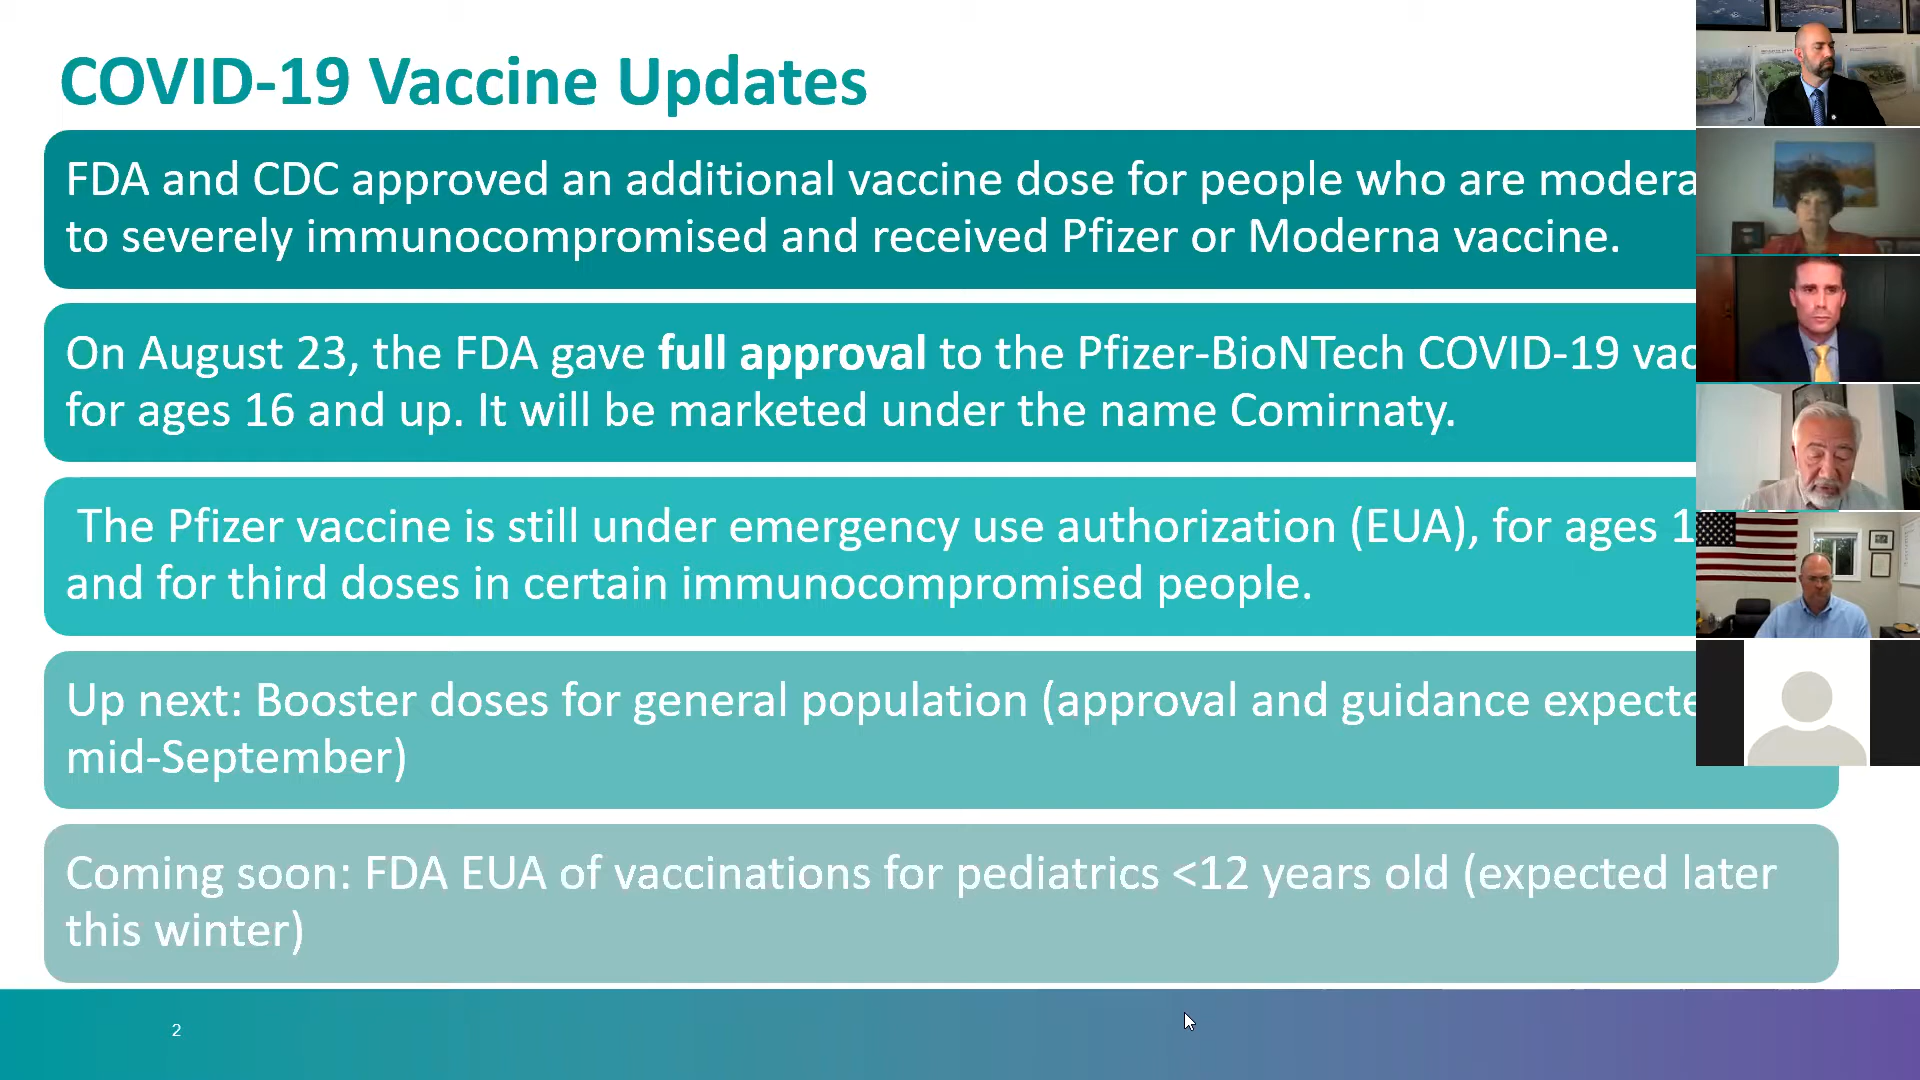 COVID-19 Vaccine Updates
FDA and CDC approved an additional vaccine dose for people who are
to severely immunocompromised and received Pfizer or Moderna vaccine.
On August 23, the FDA gave full approval to the Pfizer-BioNTech COVID-19
for ages 16 and up. It will be marketed under the name Comirnaty.
The Pfizer vaccine is still under emergency use authorization (EUA), for ages
and for third doses in certain immunocompromised people.
Up next: Booster doses for general population (approval and guidance
mid-September)
Coming soon: FDA EUA of vaccinations for pediatrics <12 years old (expected later
this winter)
2